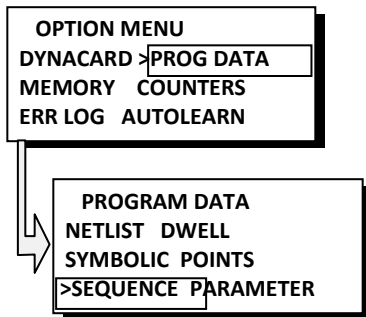 OPTION MENU
DYNACARD >PROG DATA
MEMORY COUNTERS
ERR LOG AUTOLEARN
PROGRAM DATA
NETLIST DWELL
SYMBOLIC POINTS
>SEQUENCE PARAMETER